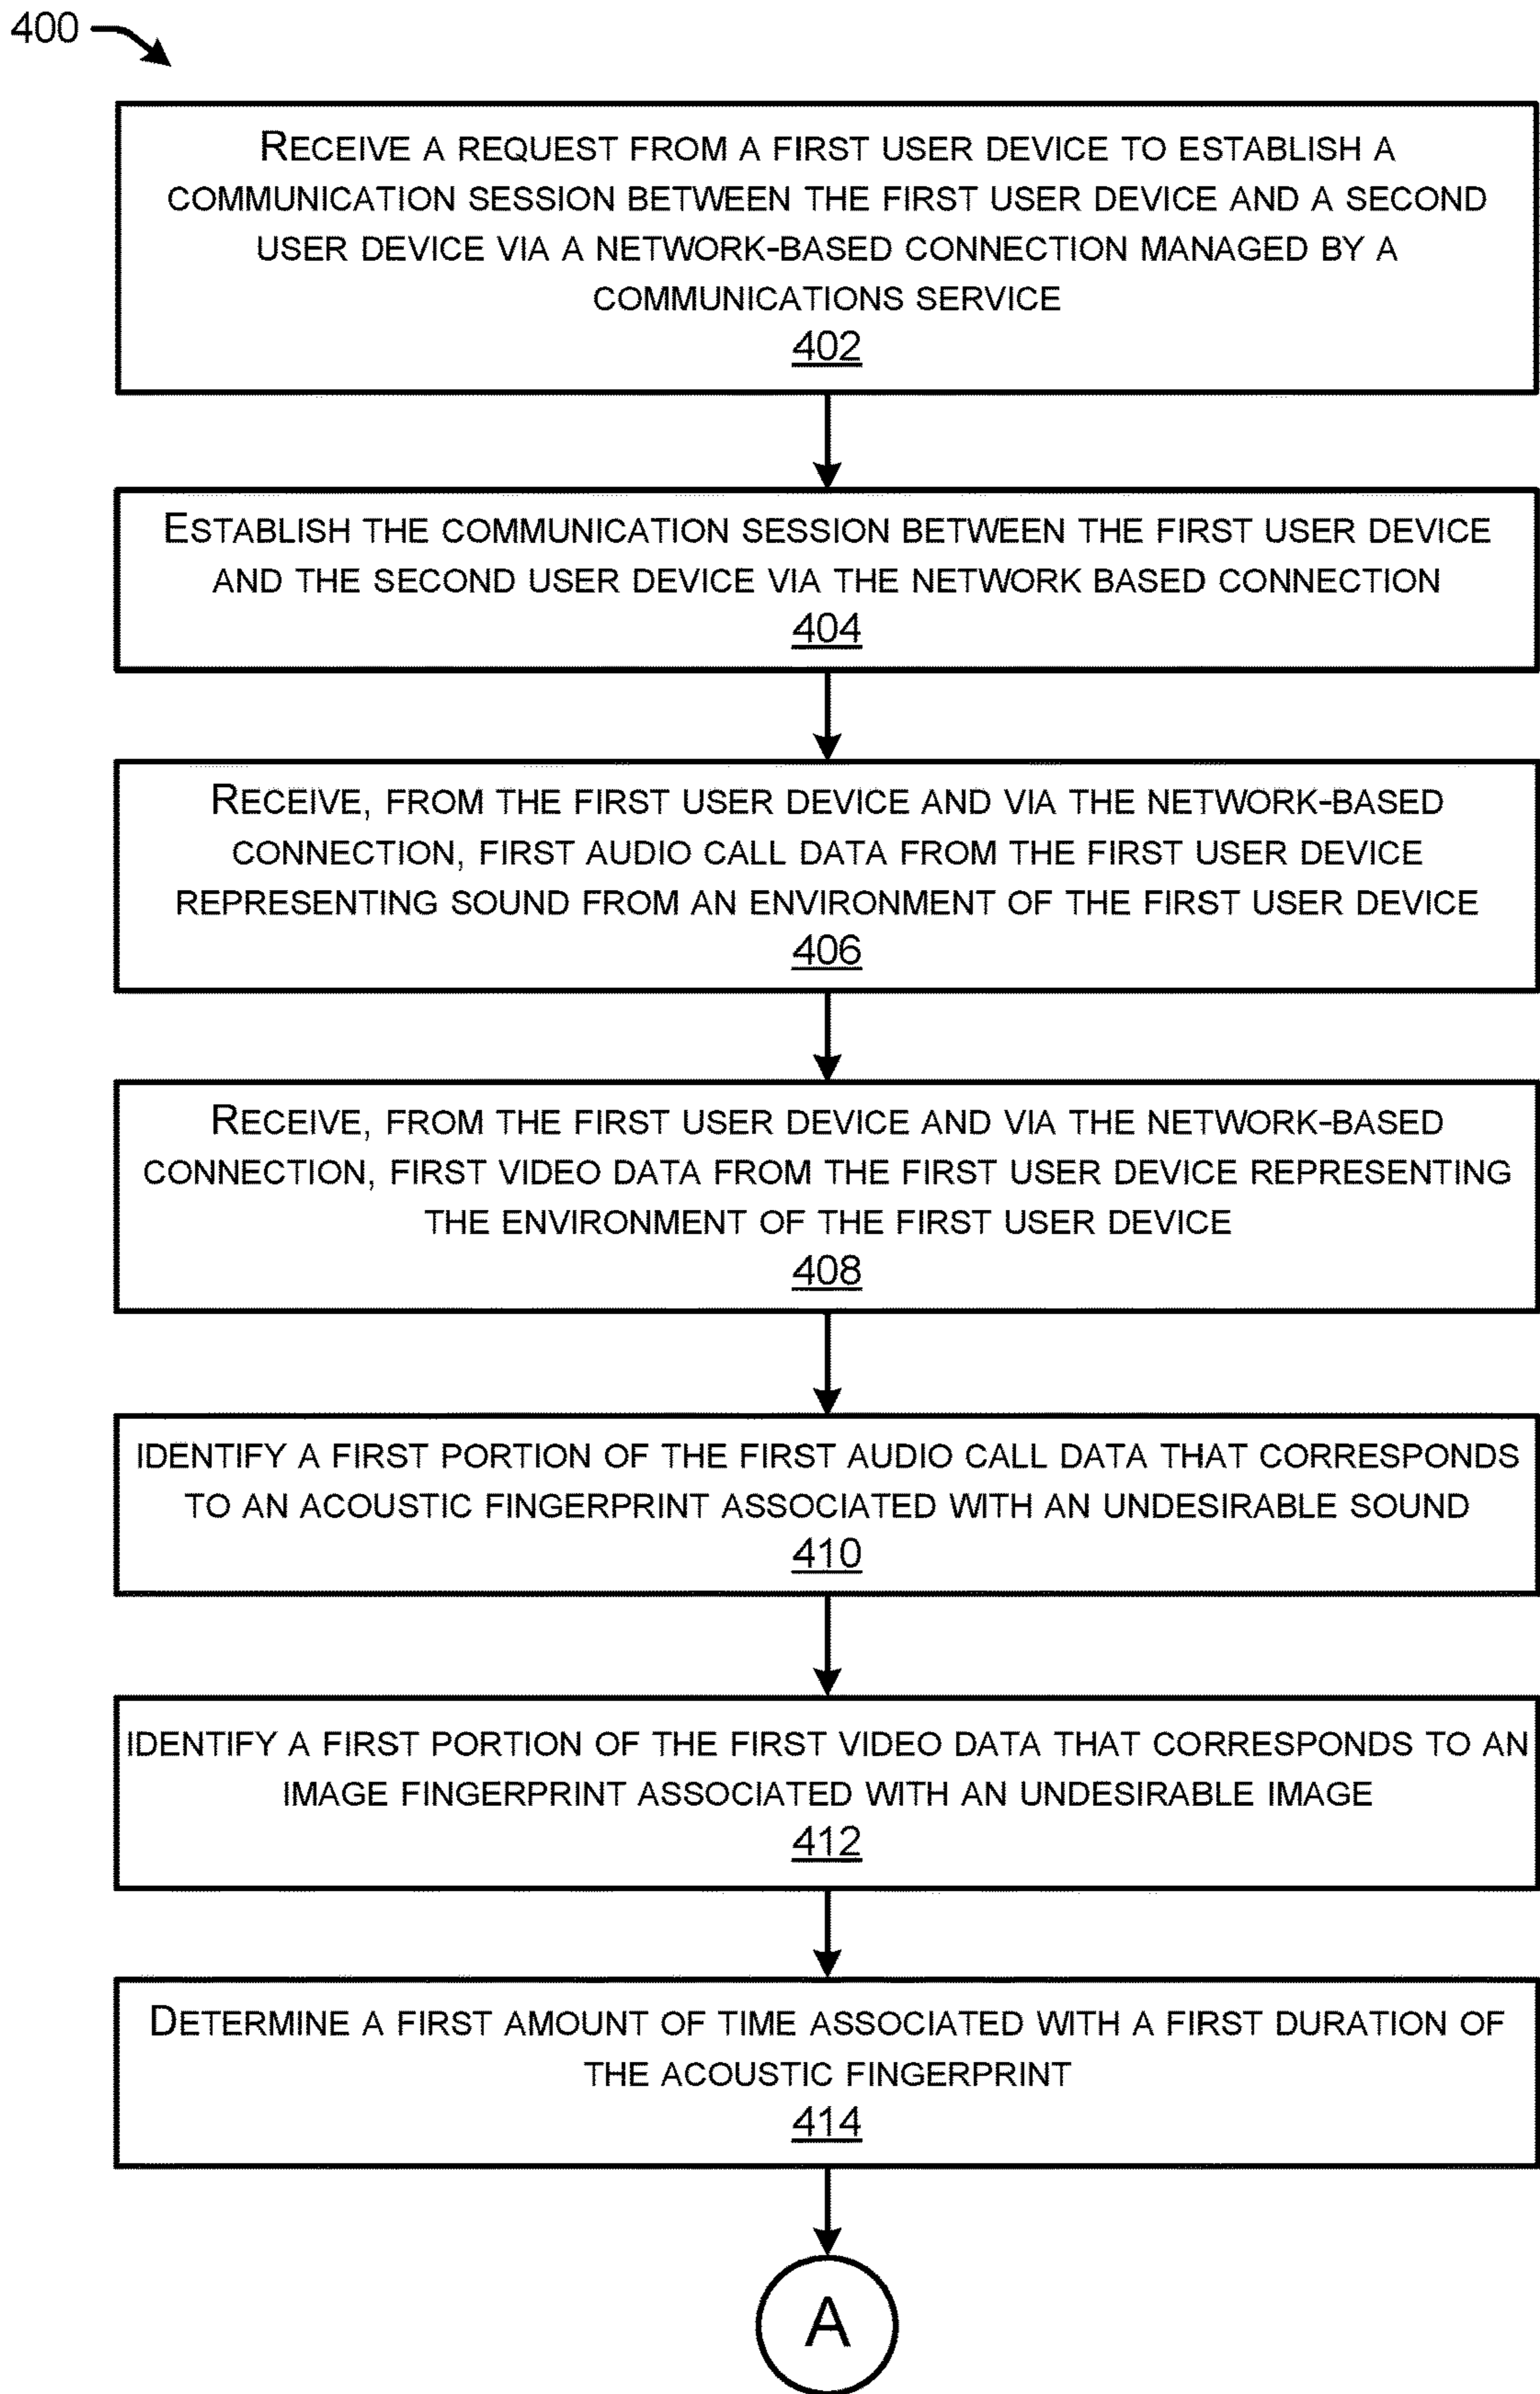 400
RECEIVE A REQUEST FROM A FIRST USER DEVICE TO ESTABLISH A
COMMUNICATION SESSION BETWEEN THE FIRST USER DEVICE AND A SECOND
USER DEVICE VIA A NETWORK-BASED CONNECTION MANAGED BY A
COMMUNICATIONS SERVICE
402
ESTABLISH THE COMMUNICATION SESSION BETWEEN THE FIRST USER DEVICE
AND THE SECOND USER DEVICE VIA THE NETWORK BASED CONNECTION
404
RECEIVE, FROM THE FIRST USER DEVICE AND VIA THE NETWORK-BASED
CONNECTION, FIRST AUDIO CALL DATA FROM THE FIRST USER DEVICE
REPRESENTING SOUND FROM AN ENVIRONMENT OF THE FIRST USER DEVICE
406
RECEIVE, FROM THE FIRST USER DEVICE AND VIA THE NETWORK-BASED
CONNECTION, FIRST VIDEO DATA FROM THE FIRST USER DEVICE REPRESENTING
THE ENVIRONMENT OF THE FIRST USER DEVICE
408
IDENTIFY A FIRST PORTION OF THE FIRST AUDIO CALL DATA THAT CORRESPONDS
TO AN ACOUSTIC FINGERPRINT ASSOCIATED WITH AN UNDESIRABLE SOUND
410
IDENTIFY A FIRST PORTION OF THE FIRST VIDEO DATA THAT CORRESPONDS TO AN
IMAGE FINGERPRINT ASSOCIATED WITH AN UNDESIRABLE IMAGE
412
DETERMINE A FIRST AMOUNT OF TIME ASSOCIATED WITH A FIRST DURATION OF
THE ACOUSTIC FINGERPRINT
414
A